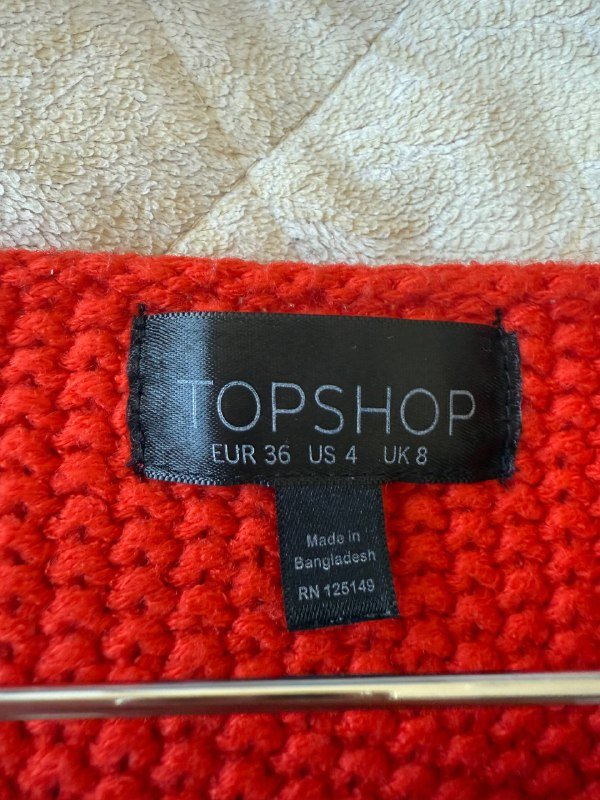 TOPSHOP
EUR 36 US 4 UK 8
Made in
Bangladesh
RN 125149